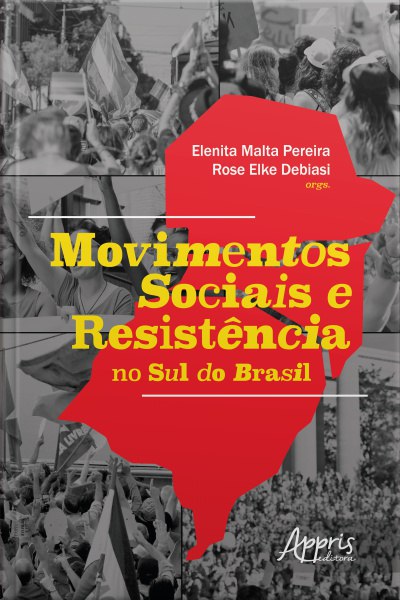 Elenita Malta Pereira
Rose Elke Debiasi
orgs.
Movimentos
Sociais e
Resistência
no Sul do Brasil
Appris
editora